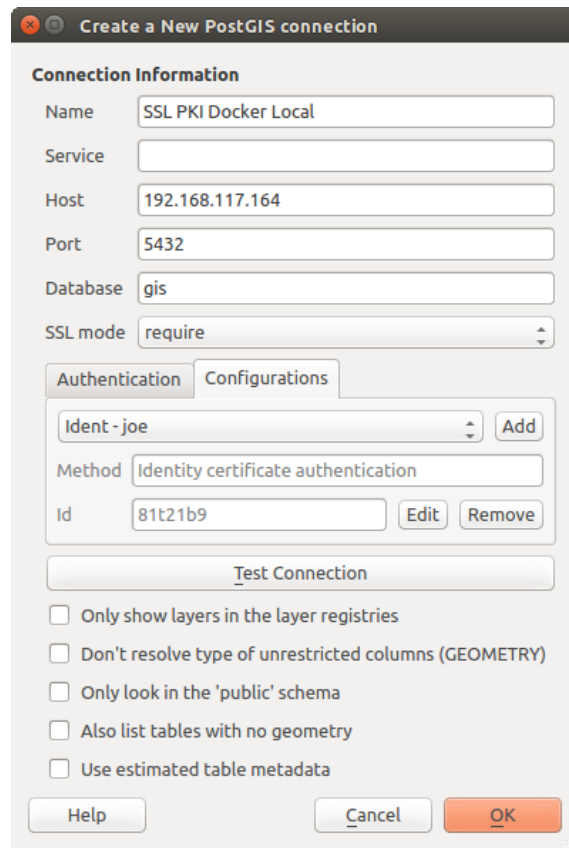 Create a New PostGIS connection
Connection Information
Name SSL PKI Docker Local
Service
Host 192.168.117.164
Port 5432
Database gis
SSL mode require
Authentication Configurations
Ident - joe Add
Method Identity certificate authentication
Id 81t21b9 Edit Remove
Test Connection
Only show layers in the layer registries
Don't resolve type of unrestricted columns (GEOMETRY)
Only look in the 'public' schema
Also list tables with no geometry
Use estimated table metadata
Help Cancel OK